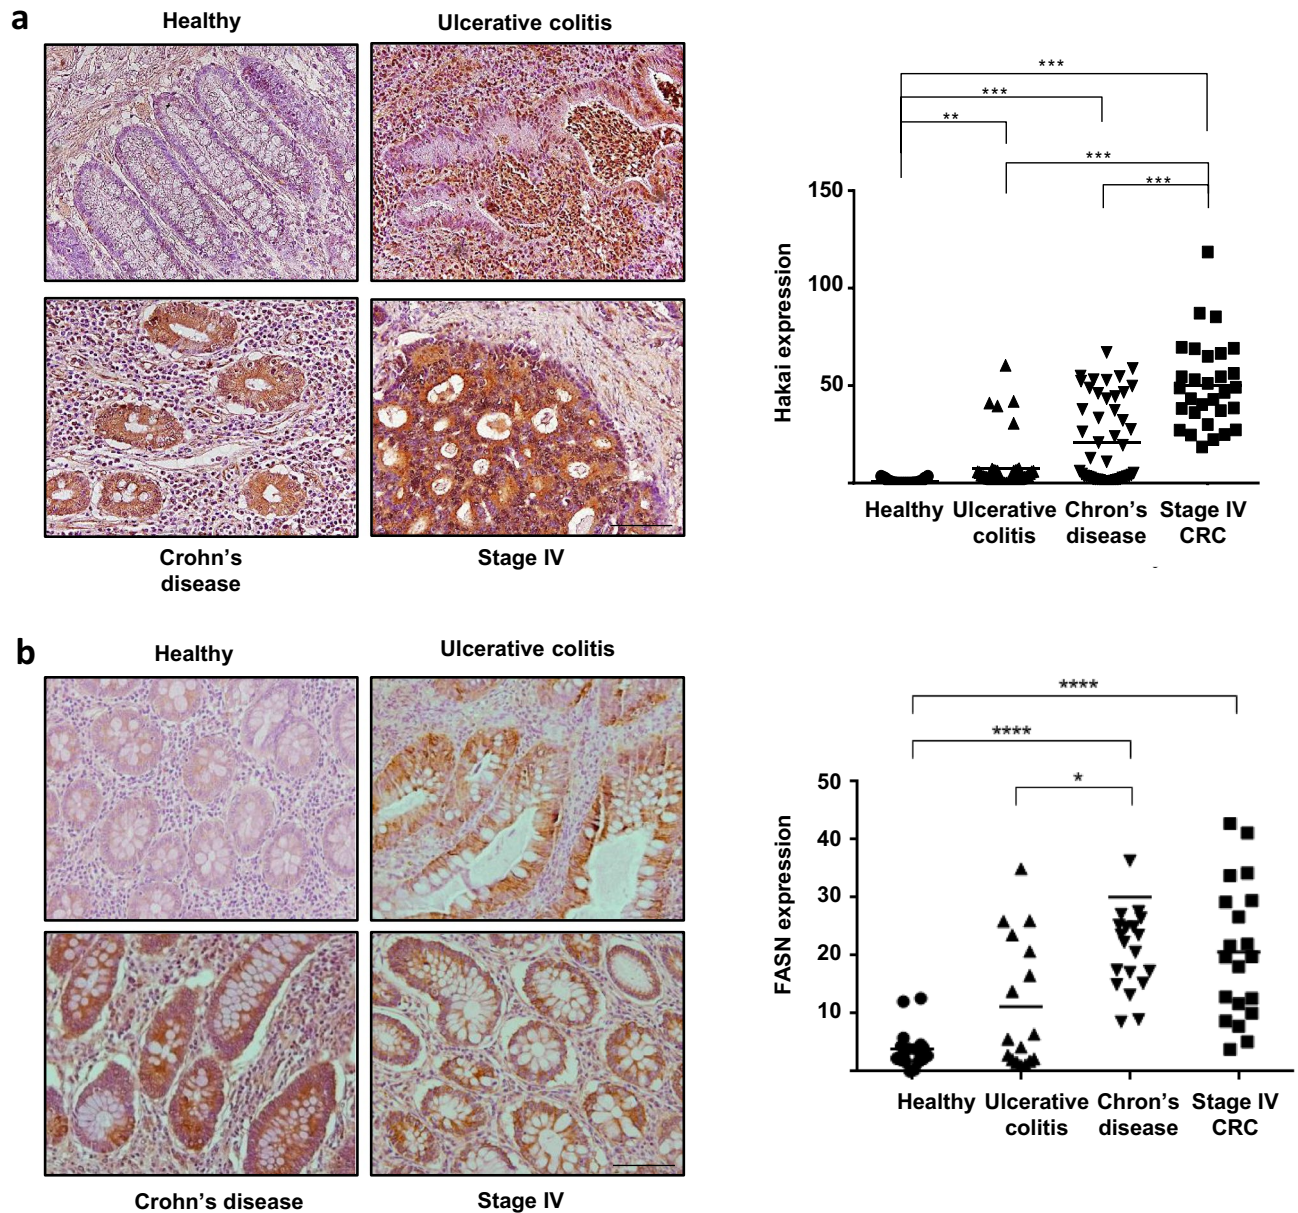 a
Healthy
Ulcerative colitis
Crohn's
disease
Stage IV
***
***
**
***
***
150
100
50
Hakai expression
Healthy
Ulcerative
colitis
Chron's
disease
Stage IV
CRC
b
Healthy
Ulcerative colitis
Crohn's disease
Stage IV
****
****
*
50
40
30
20
10
FASN expression
Healthy
Ulcerative
colitis
Chron's
disease
Stage IV
CRC